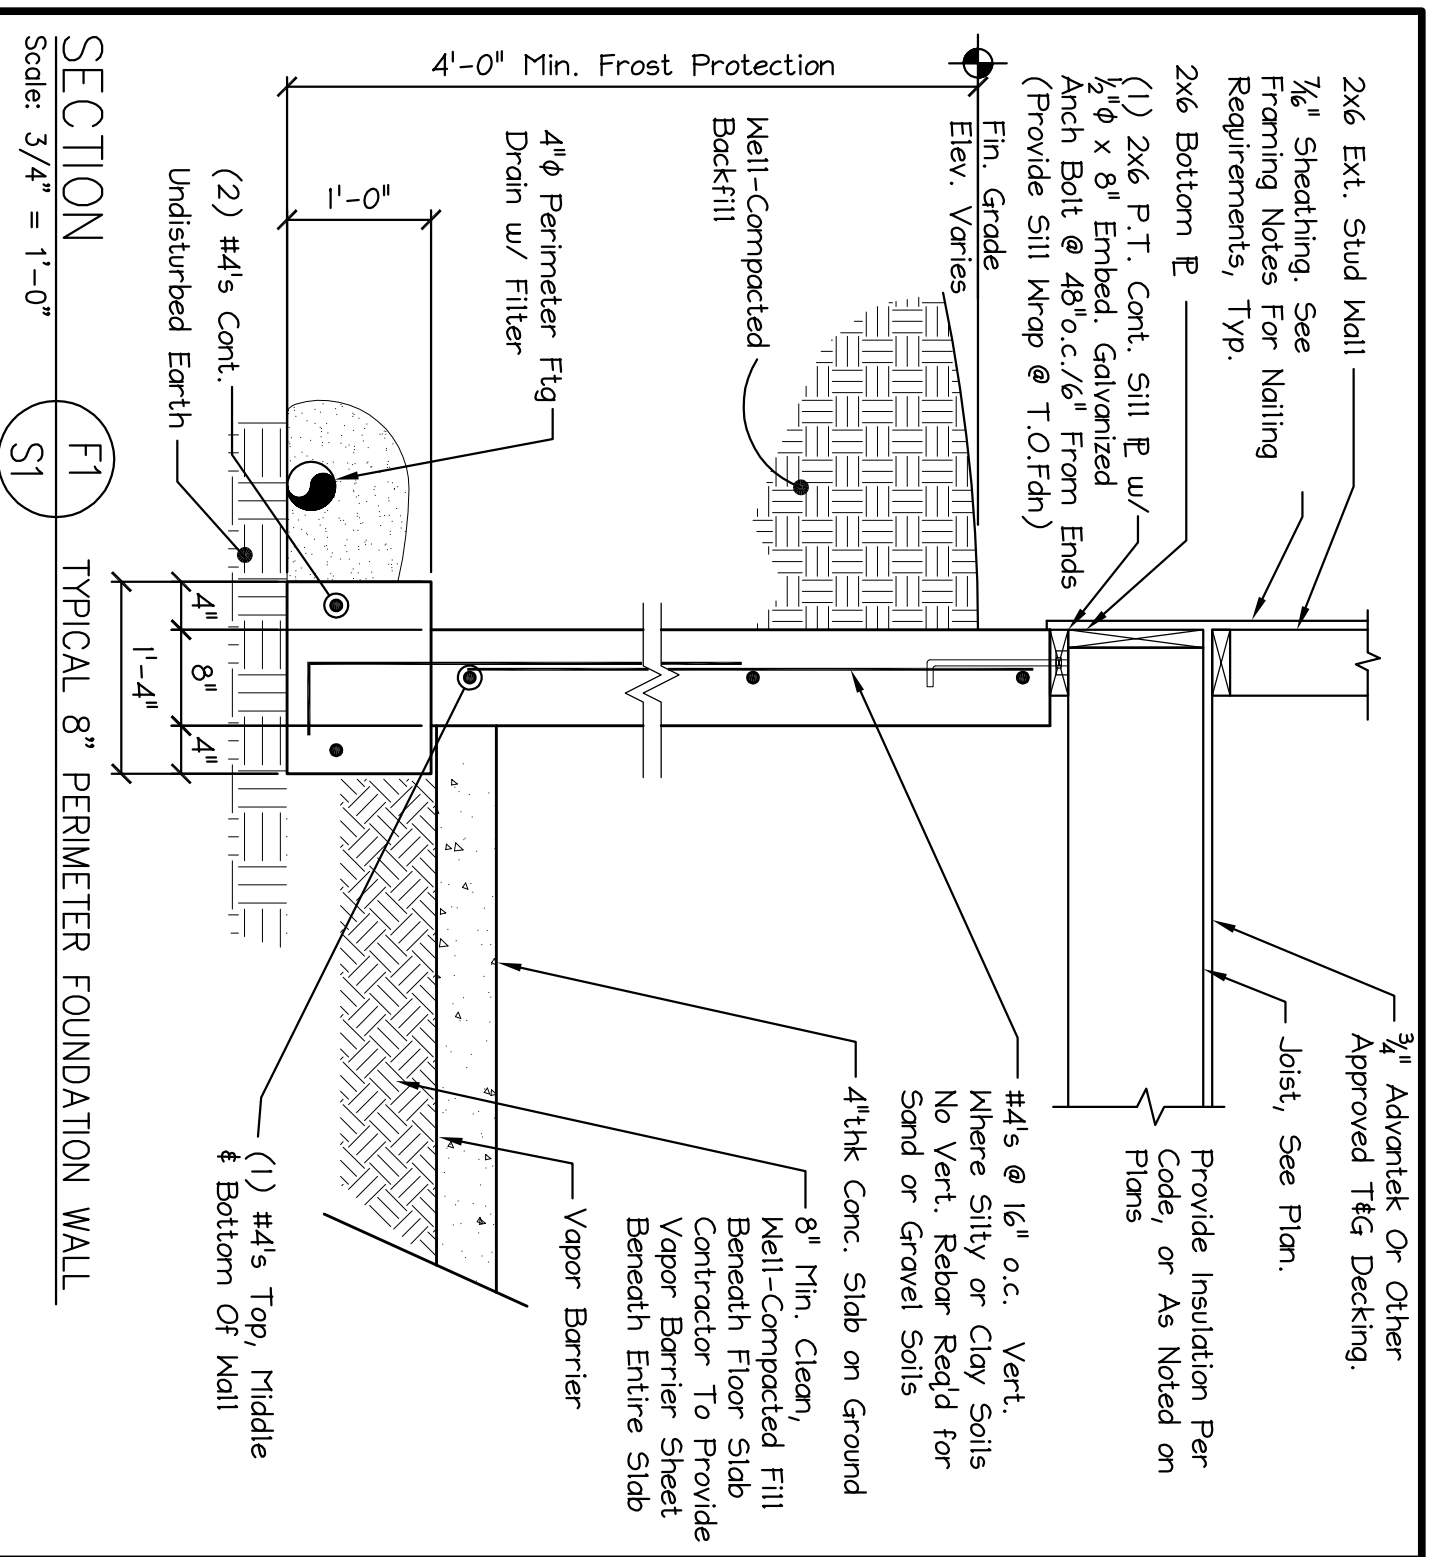 2x6 Ext. Stud Wall
7/16" Sheathing. See
Framing Notes For Nailing
Requirements, Typ.
2x6 Bottom PL
(1) 2x6 P.T. Cont. Sill PL w/
1/2"φ x 8" Embed. Galvanized
Anch Bolt @ 48"o.c./6" From Ends
(Provide Sill Wrap @ T.O.Fdn)
Fin. Grade
Elev. Varies
4'-0" Min. Frost Protection
Well-Compacted
Backfill
4"φ Perimeter Ftg
Drain w/ Filter
1'-0"
(2) #4's Cont.
Undisturbed Earth
4"
8"
4"
1'-4"
3/4" Advantek Or Other
Approved T&G Decking.
Joist, See Plan.
Provide Insulation Per
Code, or As Noted on
Plans
#4's @ 16" o.c. Vert.
Where Silty or Clay Soils
No Vert. Rebar Req'd for
Sand or Gravel Soils
4"thk Conc. Slab on Ground
8" Min. Clean,
Well-Compacted Fill
Beneath Floor Slab
Contractor To Provide
Vapor Barrier Sheet
Beneath Entire Slab
Vapor Barrier
(1) #4's Top, Middle
& Bottom Of Wall
SECTION
Scale: 3/4" = 1'-0"
F1
S1
TYPICAL 8" PERIMETER FOUNDATION WALL